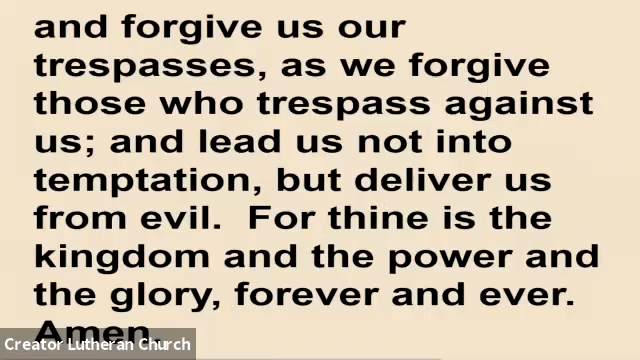 and forgive us our
trespasses, as we forgive
those who trespass against
us; and lead us not into
temptation, but deliver us
from evil.  For thine is the
kingdom and the power and
the glory, forever and ever.
Amen.
Creator Lutheran Church